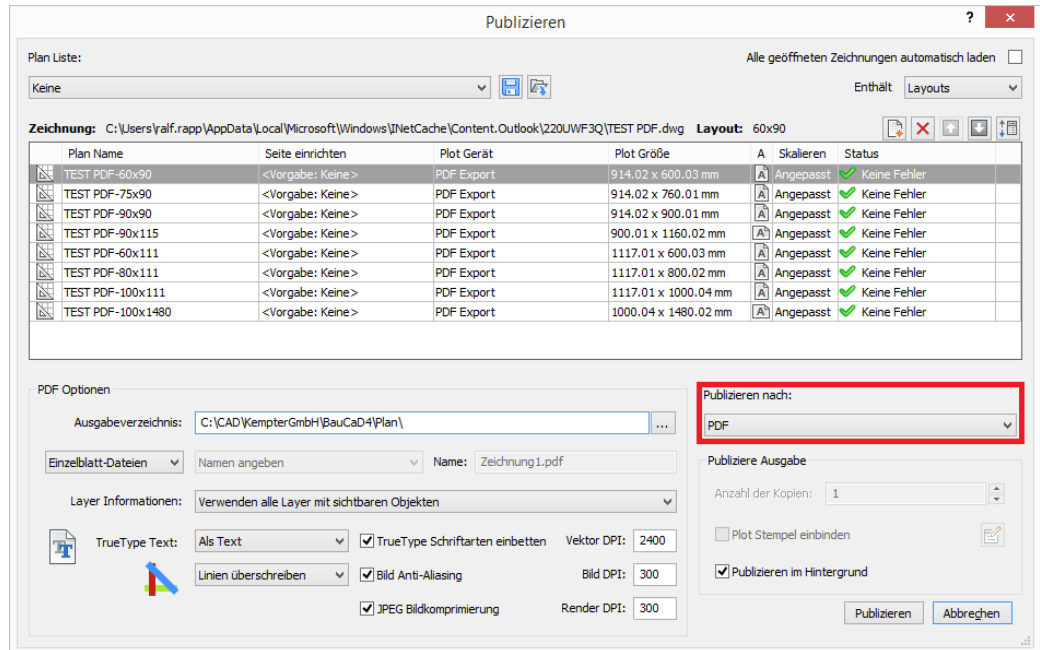 Publizieren
?
Plan Liste:
Alle geöffneten Zeichnungen automatisch laden
Keine
Enthält Layouts
Zeichnung: C:\Users\ralf.rapp\AppData\Local\Microsoft\Windows\INetCache\Content.Outlook\220UWF3Q\TEST PDF.dwg Layout: 60x90
Plan Name Seite einrichten Plot Gerät Plot Größe A Skalieren Status
TEST PDF-60x90 <Vorgabe: Keine> PDF Export 914.02 x 600.03 mm A Angepasst Keine Fehler
TEST PDF-75x90 <Vorgabe: Keine> PDF Export 914.02 x 760.01 mm A Angepasst Keine Fehler
TEST PDF-90x90 <Vorgabe: Keine> PDF Export 914.02 x 900.01 mm A Angepasst Keine Fehler
TEST PDF-90x115 <Vorgabe: Keine> PDF Export 900.01 x 1160.02 mm A Angepasst Keine Fehler
TEST PDF-60x111 <Vorgabe: Keine> PDF Export 1117.01 x 600.03 mm A Angepasst Keine Fehler
TEST PDF-80x111 <Vorgabe: Keine> PDF Export 1117.01 x 800.02 mm A Angepasst Keine Fehler
TEST PDF-100x111 <Vorgabe: Keine> PDF Export 1117.01 x 1000.04 mm A Angepasst Keine Fehler
TEST PDF-100x1480 <Vorgabe: Keine> PDF Export 1000.04 x 1480.02 mm A Angepasst Keine Fehler
PDF Optionen
Ausgabeverzeichnis: C:\CAD\KempterGmbH\BauCaD4\Plan\ ...
Einzelblatt-Dateien Namen angeben Name: Zeichnung1.pdf
Layer Informationen: Verwenden alle Layer mit sichtbaren Objekten
TrueType Text: Als Text TrueType Schriftarten einbetten Vektor DPI: 2400
Linien überschreiben Bild Anti-Aliasing Bild DPI: 300
JPEG Bildkomprimierung Render DPI: 300
Publizieren nach:
PDF
Publiziere Ausgabe
Anzahl der Kopien: 1
Plot Stempel einbinden
Publizieren im Hintergrund
Publizieren Abbrechen